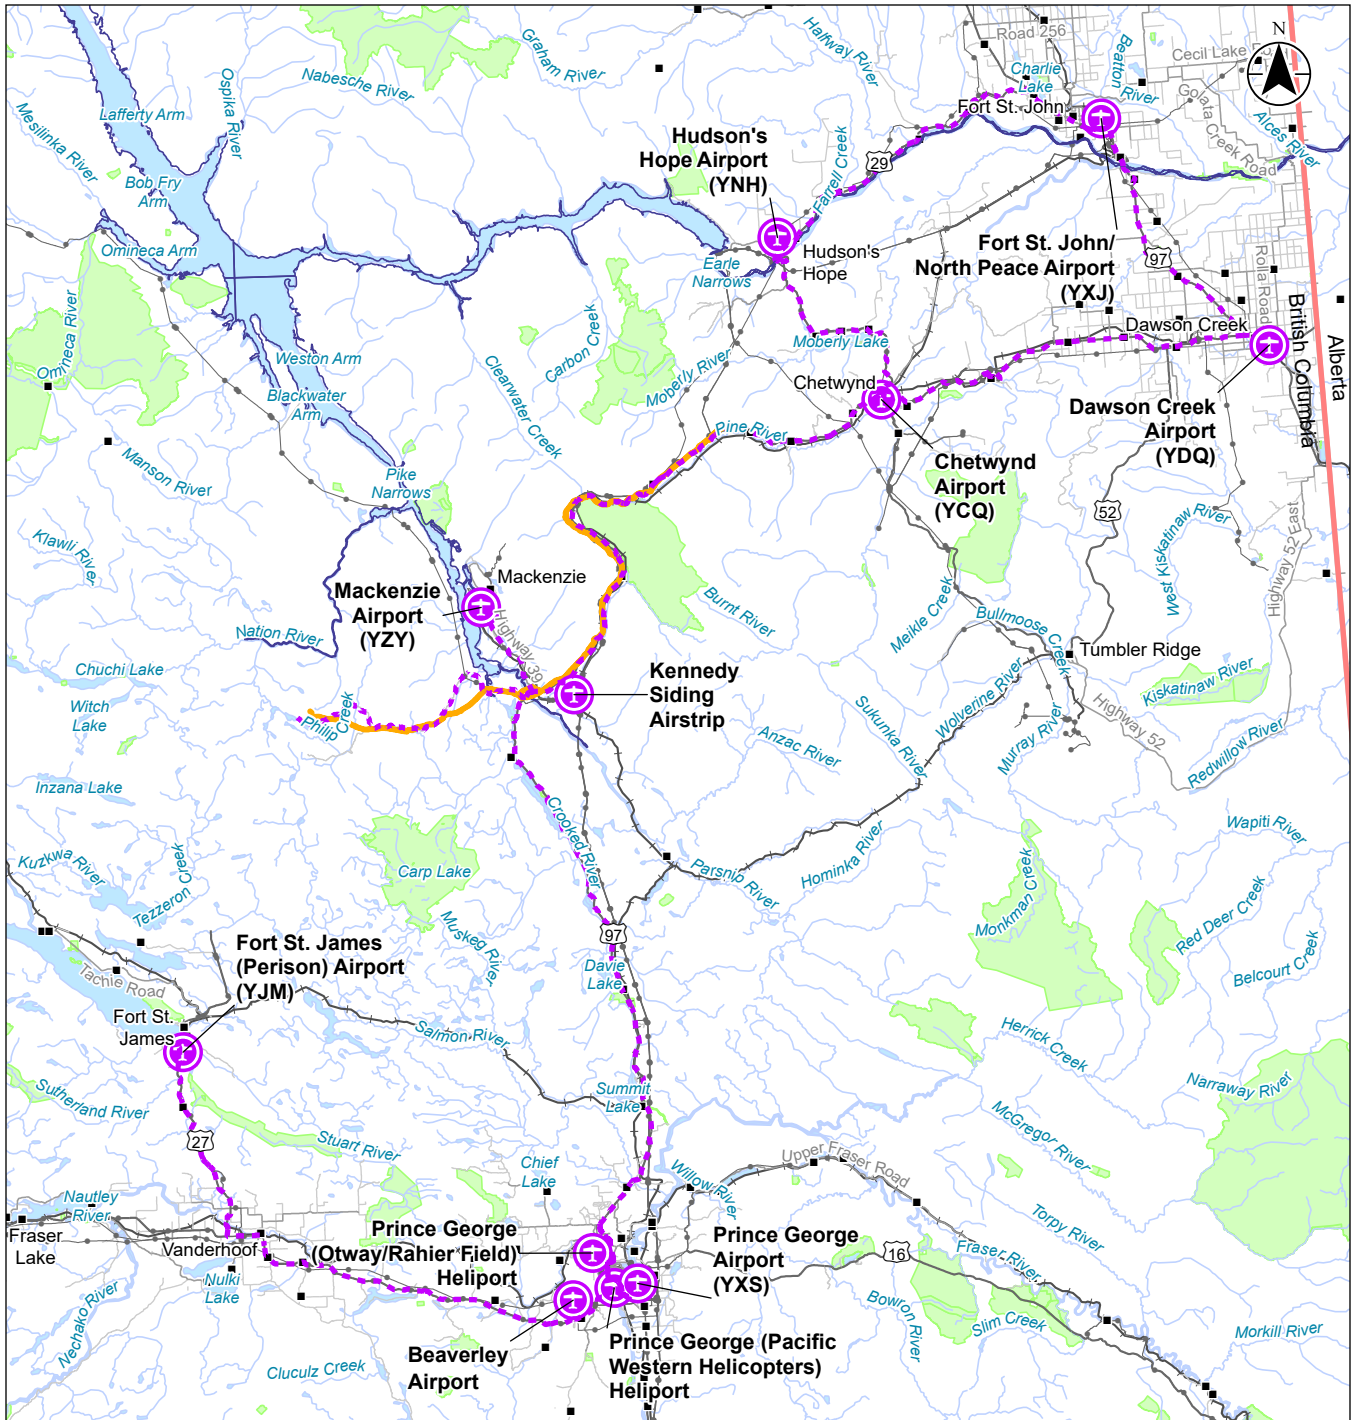 N
Road 256
Cecil Lake
Halfway River
Graham River
Nabesche River
Ospika River
Mesilinka River
Lafferty Arm
Bob Fry
Arm
Omineca Arm
Charlie
Lake
Beatton
River
Fort St. John
Golata Creek Road
Alces River
Hudson's
Hope Airport
(YNH)
29
Farrell Creek
Hudson's
Hope
Earle
Narrows
Fort St. John/
North Peace Airport
(YXJ)
97
Rolla Road
Dawson Creek
British Columbia
Alberta
Omineca River
Weston Arm
Blackwater
Arm
Carbon Creek
Clearwater Creek
Moberly River
Moberly Lake
Chetwynd
Pine River
Dawson Creek
Airport
(YDQ)
Chetwynd
Airport
(YCQ)
Manson River
Pike
Narrows
52
West Kiskatinaw River
Highway 52 East
Klawli River
Nation River
Mackenzie
Mackenzie
Airport
(YZY)
Highway 39
Burnt River
Meikle Creek
Bullmoose Creek
Tumbler Ridge
Kiskatinaw River
Chuchi Lake
Witch
Lake
Philip
Creek
Kennedy
Siding
Airstrip
Sukunka River
Wolverine River
Murray River
Highway 52
Redwillow River
Anzac River
Inzana Lake
Crooked River
Carp Lake
Wapiti River
Kuzkwa River
Tezzeron Creek
Muskeg River
Parsnip River
Hominka River
Monkman Creek
Red Deer Creek
Belcourt Creek
97
Davie
Lake
Fort St. James
(Perison) Airport
(YJM)
Tachie Road
Fort St.
James
Salmon River
Herrick Creek
Narraway River
Sutherland River
Summit
Lake
McGregor River
27
Stuart River
Chief
Lake
Willow River
Upper Fraser Road
Torpy River
Nautley
River
Fraser
Lake
Vanderhoof
Nulki
Lake
Nechako River
Prince George
(Otway/Rahier Field)
Heliport
Prince George
Airport
(YXS)
16
Fraser River
Bowron River
Slim Creek
Morkill River
Cluculz Creek
Beaverley
Airport
Prince George (Pacific
Western Helicopters)
Heliport